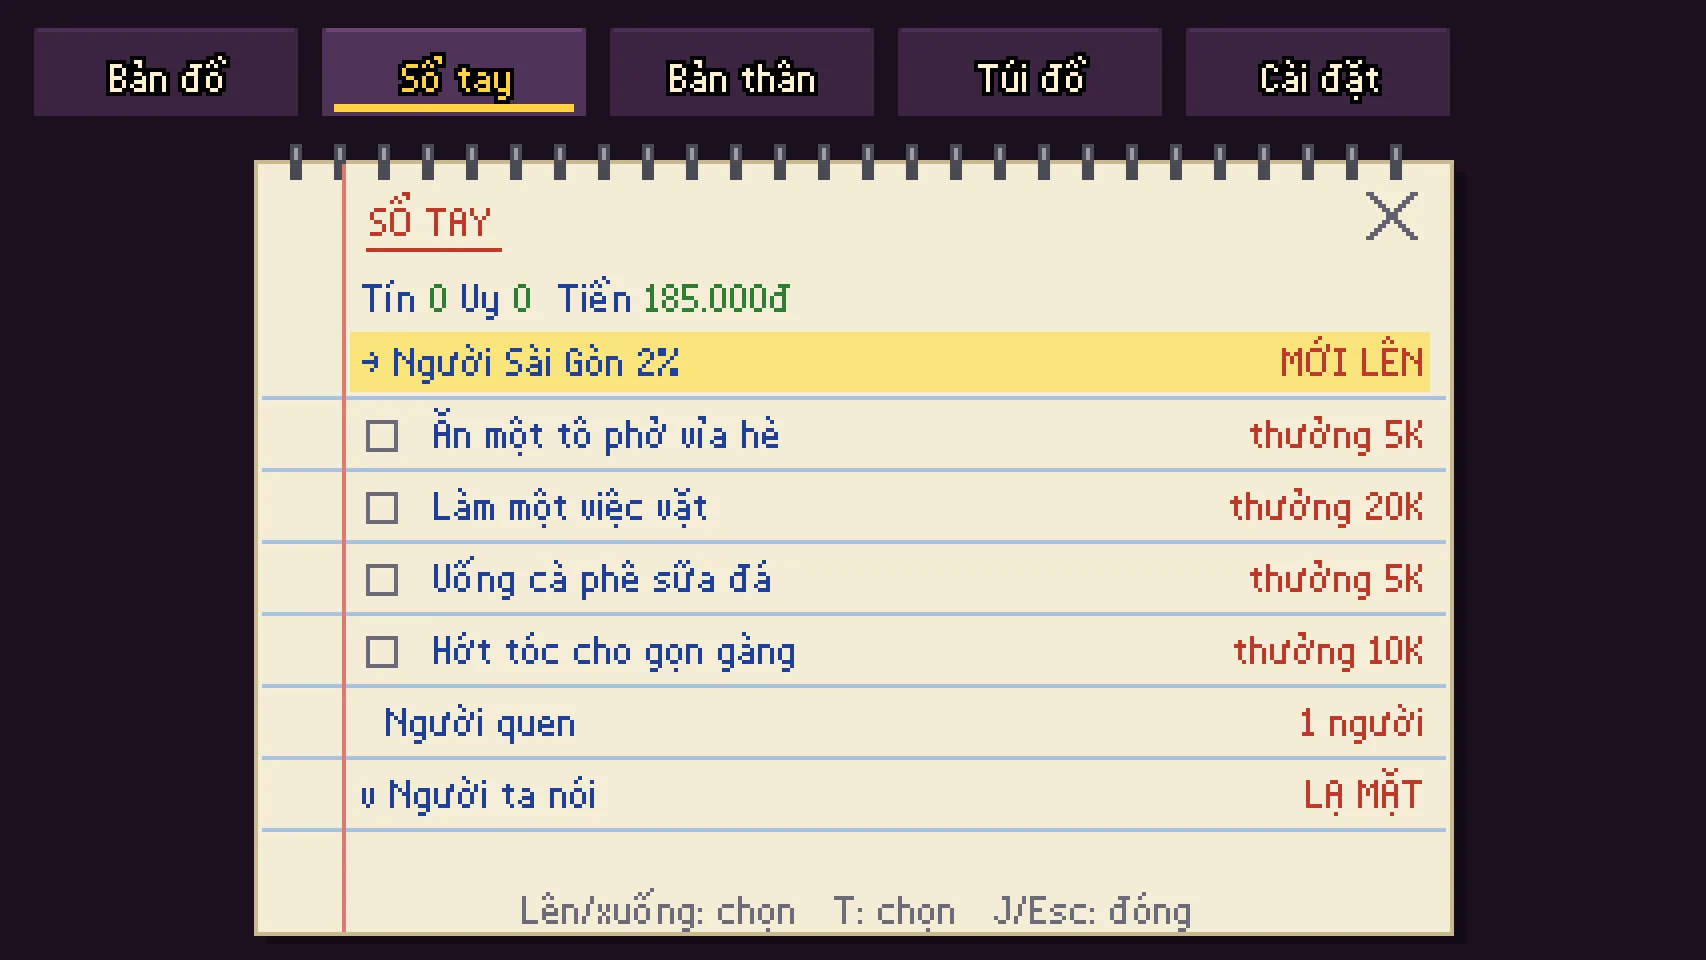 Bản đồ Sổ tay Bản thân Túi đồ Cài đặt
SỔ TAY
Tín 0 Uy 0 Tiền 185.000đ
→ Người Sài Gòn 2% MỚI LÊN
Ăn một tô phở vỉa hè thưởng 5K
Làm một việc vặt thưởng 20K
Uống cà phê sữa đá thưởng 5K
Hớt tóc cho gọn gàng thưởng 10K
Người quen 1 người
v Người ta nói LẠ MẶT
Lên/xuống: chọn T: chọn J/Esc: đóng